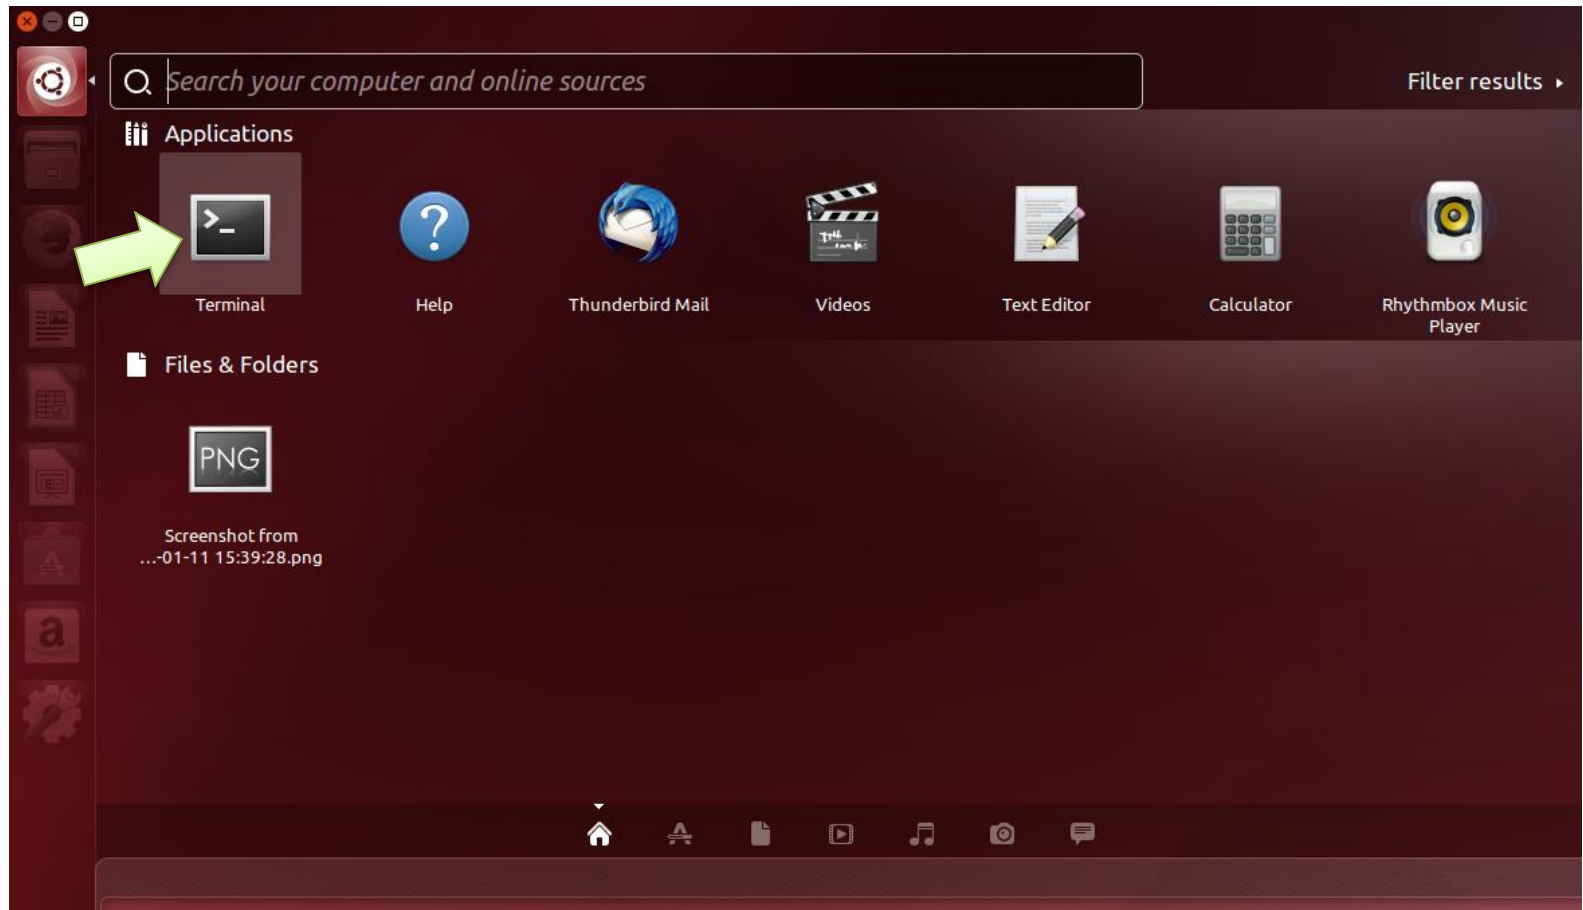 Search your computer and online sources
Filter results
Applications
>_
?
Terminal
Help
Thunderbird Mail
Videos
Text Editor
Calculator
Rhythmbox Music
Player
Files & Folders
PNG
Screenshot from
...-01-11 15:39:28.png
a